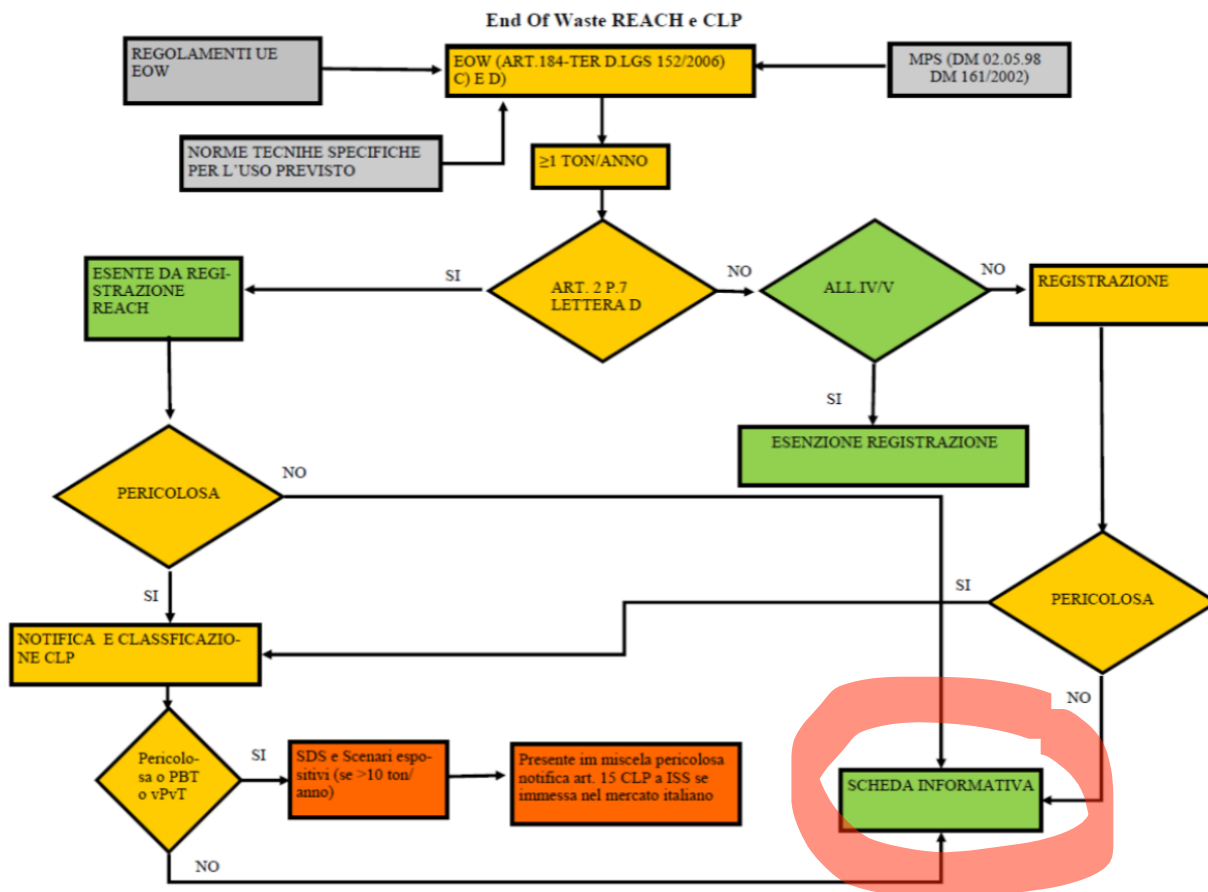 End Of Waste REACH e CLP
REGOLAMENTI UE
EOW
EOW (ART.184-TER D.LGS 152/2006)
C) E D)
MPS (DM 02.05.98
DM 161/2002)
NORME TECNIHE SPECIFICHE
PER L'USO PREVISTO
≥1 TON/ANNO
ESENTE DA REGI-
STRAZIONE
REACH
SI
ART. 2 P.7
LETTERA D
NO
ALL.IV/V
NO
REGISTRAZIONE
SI
ESENZIONE REGISTRAZIONE
PERICOLOSA
NO
SI
SI
PERICOLOSA
NOTIFICA E CLASSFICAZIO-
NE CLP
NO
Pericolo-
sa o PBT
o vPvT
SI
SDS e Scenari espo-
sitivi (se >10 ton/
anno)
Presente im miscela pericolosa
notifica art. 15 CLP a ISS se
immessa nel mercato italiano
SCHEDA INFORMATIVA
NO